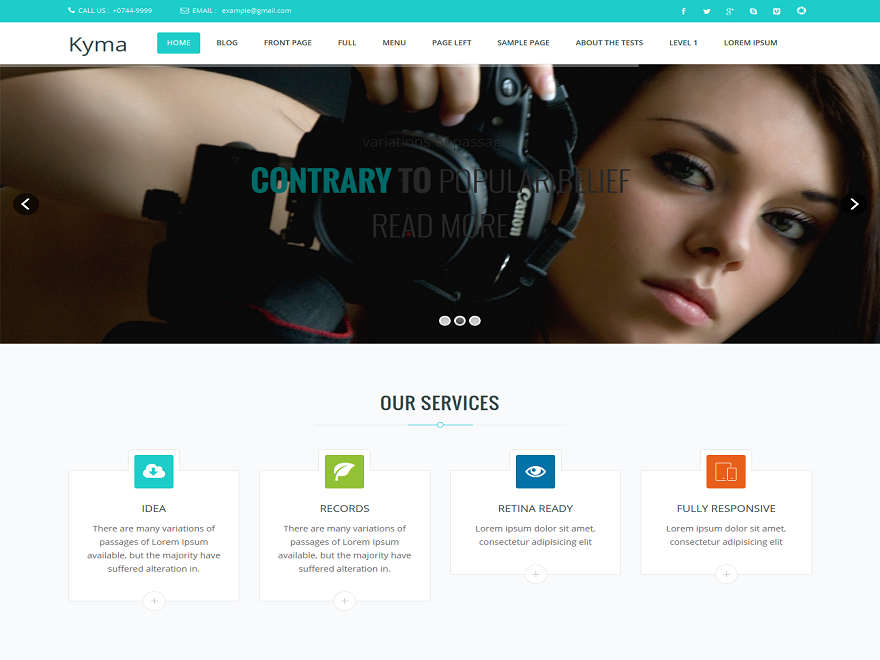 CALL US : +0744-9999 EMAIL : example@gmail.com
Kyma HOME BLOG FRONT PAGE FULL MENU PAGE LEFT SAMPLE PAGE ABOUT THE TESTS LEVEL 1 LOREM IPSUM
variations of passag
CONTRARY TO POPULAR BELIEF
READ MORE
Canon
OUR SERVICES
IDEA
There are many variations of
passages of Lorem Ipsum
available, but the majority have
suffered alteration in.
RECORDS
There are many variations of
passages of Lorem Ipsum
available, but the majority have
suffered alteration in.
RETINA READY
Lorem ipsum dolor sit amet,
consectetur adipisicing elit
FULLY RESPONSIVE
Lorem ipsum dolor sit amet,
consectetur adipisicing elit